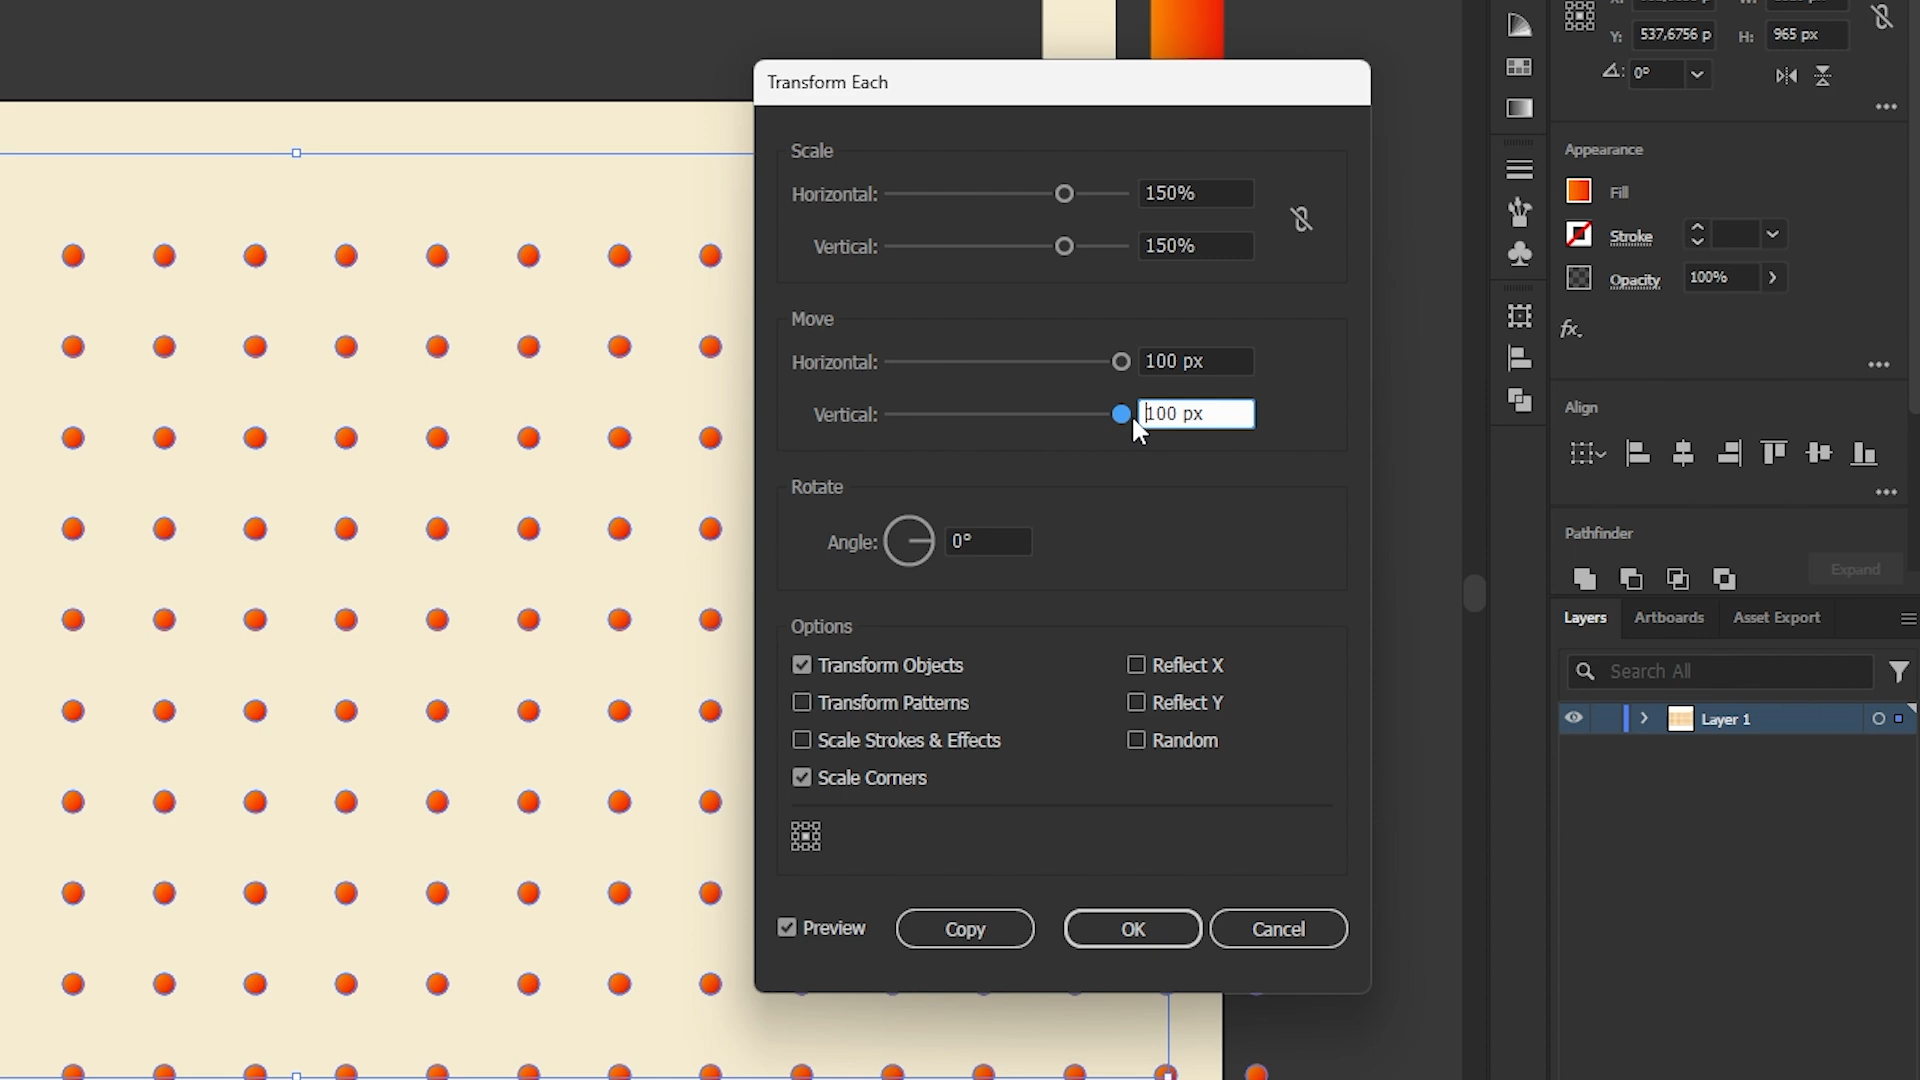 Transform Each
Scale
Horizontal:
150%
Vertical:
150%
Move
Horizontal:
100 px
Vertical:
100 px
Rotate
Angle:
0°
Options
Transform Objects
Reflect X
Transform Patterns
Reflect Y
Scale Strokes & Effects
Random
Scale Corners
Preview
Copy
OK
Cancel
Y:
537,6756 p
H:
965 px
0°
Appearance
Fill
Stroke
Opacity
100%
fx.
Align
Pathfinder
Expand
Layers
Artboards
Asset Export
Search All
Layer 1